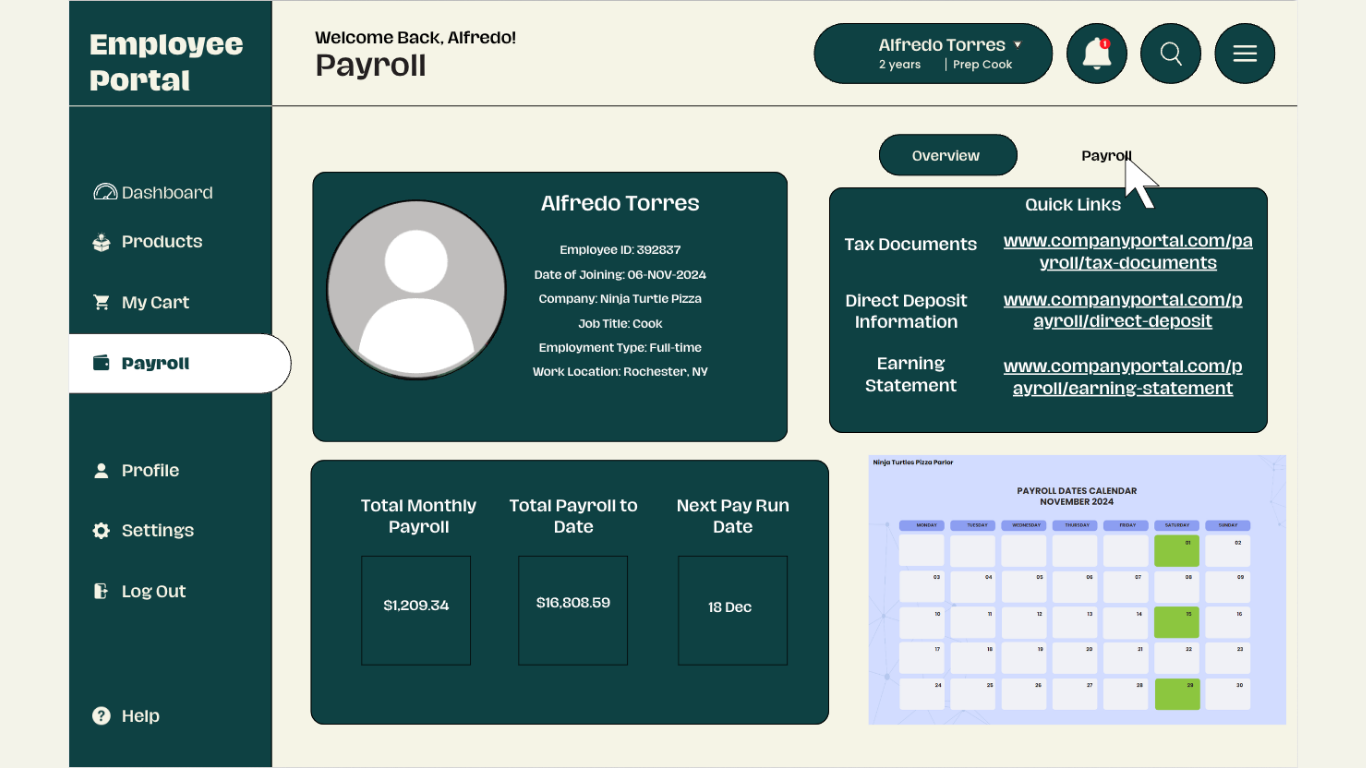 Employee
Portal
Welcome Back, Alfredo!
Payroll
Alfredo Torres
2 years | Prep Cook
1
Dashboard
Products
My Cart
Payroll
Profile
Settings
Log Out
Help
Overview
Payroll
Alfredo Torres
Employee ID: 392837
Date of Joining: 06-NOV-2024
Company: Ninja Turtle Pizza
Job Title: Cook
Employment Type: Full-time
Work Location: Rochester, NY
Quick Links
Tax Documents
www.companyportal.com/pa
yroll/tax-documents
Direct Deposit
Information
www.companyportal.com/p
ayroll/direct-deposit
Earning
Statement
www.companyportal.com/p
ayroll/earning-statement
Total Monthly
Payroll
$1,209.34
Total Payroll to
Date
$16,808.59
Next Pay Run
Date
18 Dec
Ninja Turtles Pizza Parlor
PAYROLL DATES CALENDAR
NOVEMBER 2024
MONDAY TUESDAY WEDNESDAY THURSDAY FRIDAY SATURDAY SUNDAY
01 02
03 04 05 06 07 08 09
10 11 12 13 14 15 16
17 18 19 20 21 22 23
24 25 26 27 28 29 30